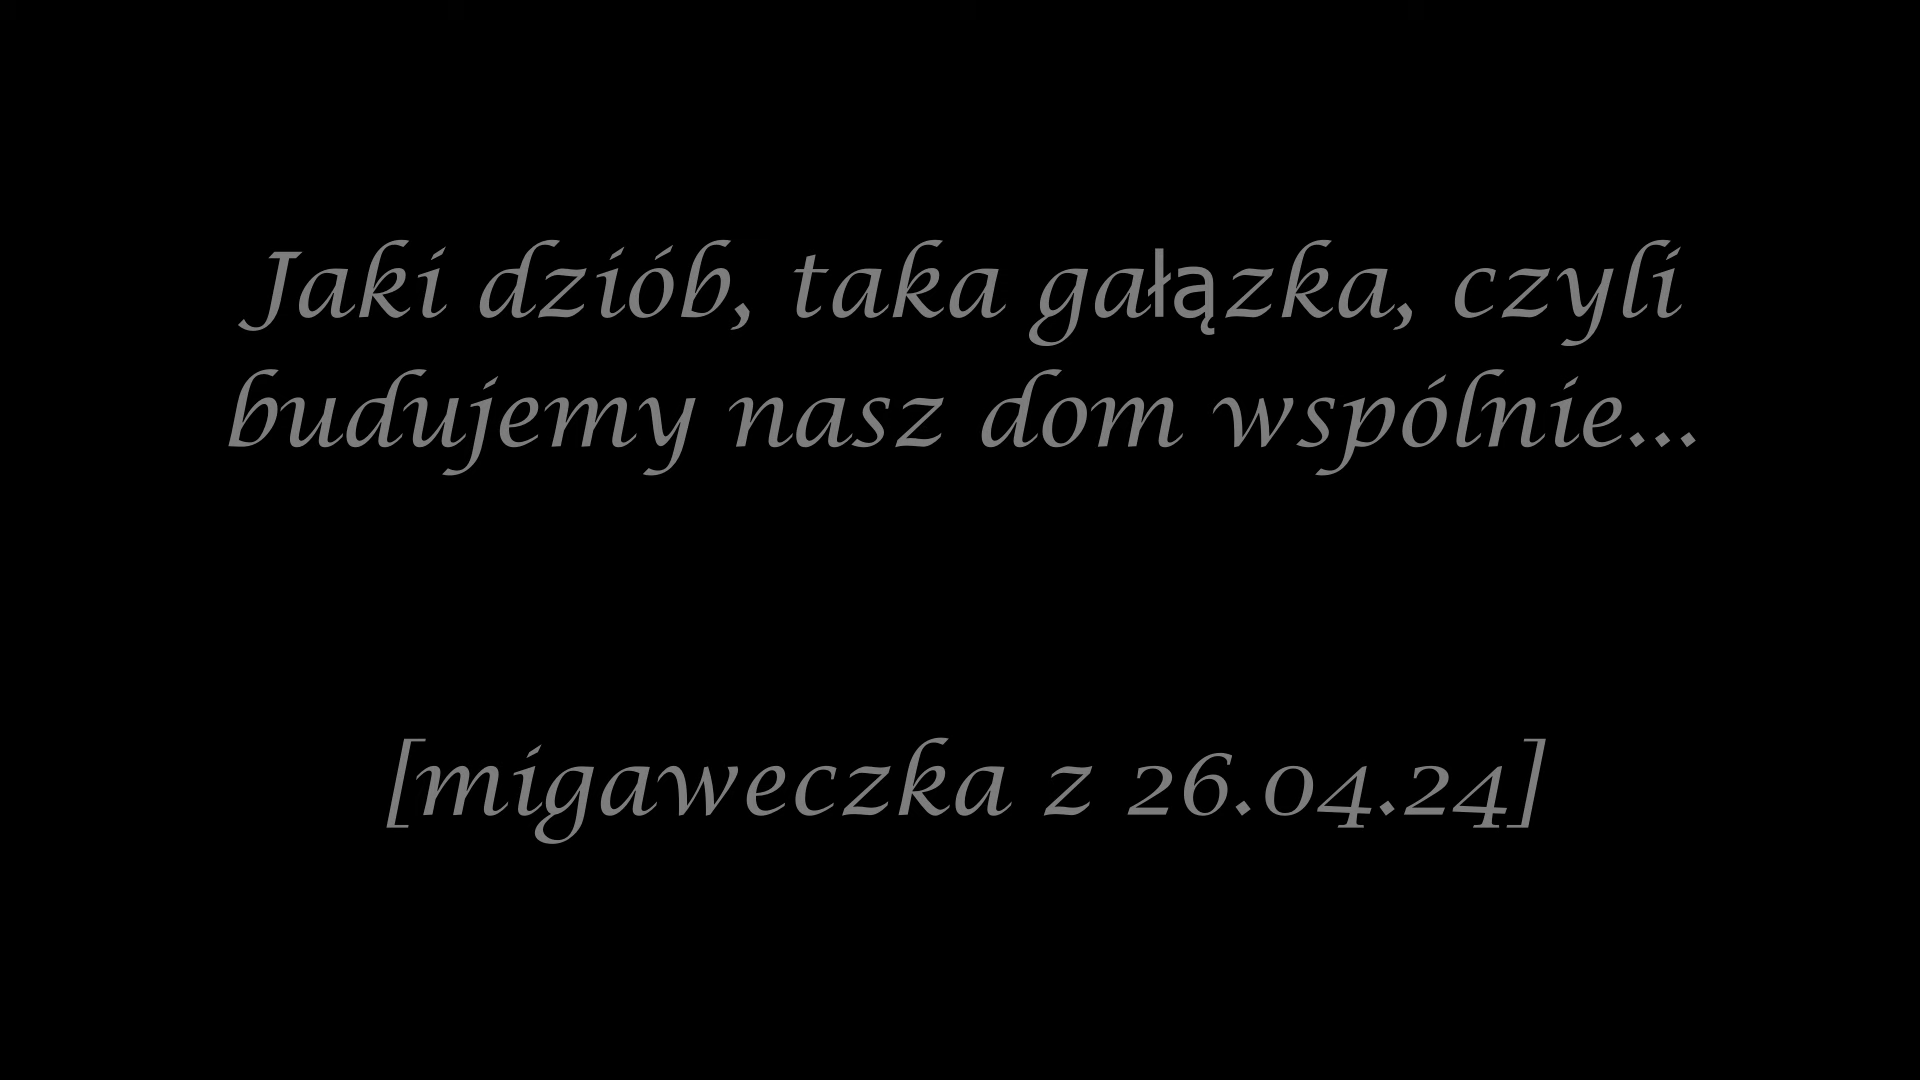 Jaki dziób, taka gałązka, czyli
budujemy nasz dom wspólnie...
[migaweczka z 26.04.24]